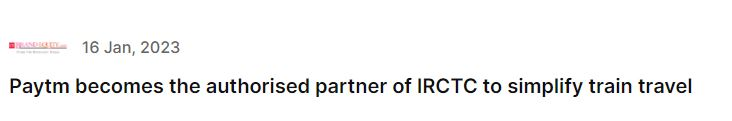 16 Jan, 2023
Paytm becomes the authorised partner of IRCTC to simplify train travel